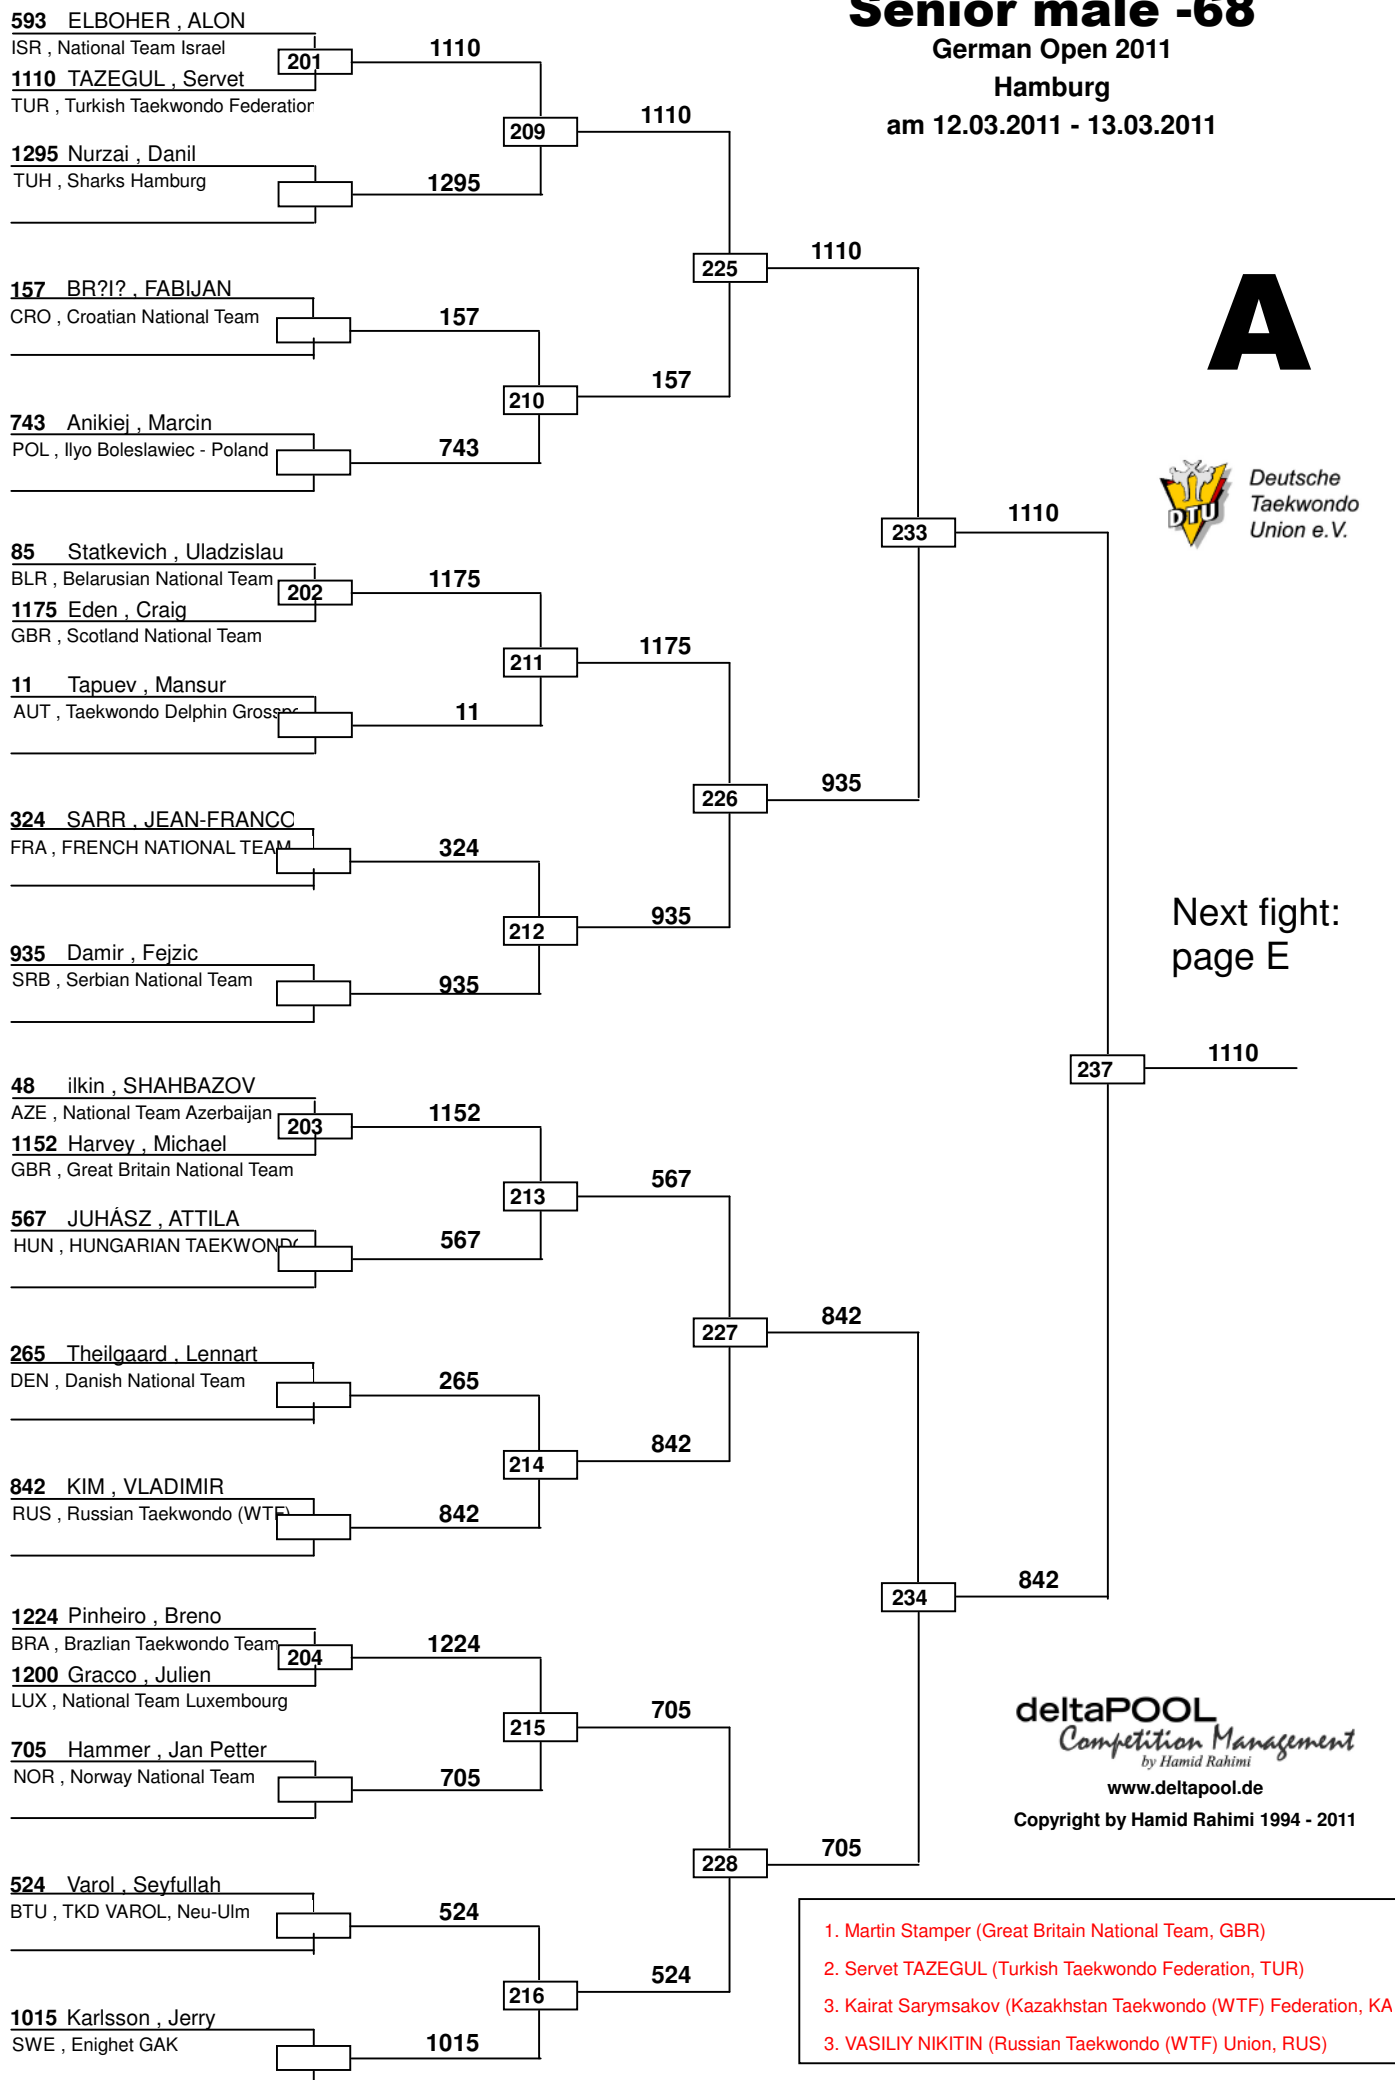 Senior male -68
German Open 2011
Hamburg
am 12.03.2011 - 13.03.2011
A
593 ELBOHER , ALON
ISR , National Team Israel
201
1110
1110 TAZEGUL , Servet
TUR , Turkish Taekwondo Federation
209
1110
1295 Nurzai , Danil
TUH , Sharks Hamburg
1295
225
1110
157 BR?I? , FABIJAN
CRO , Croatian National Team
157
210
157
743 Anikiej , Marcin
POL , Ilyo Boleslawiec - Poland
743
DTU
Deutsche
Taekwondo
Union e.V.
233
1110
85 Statkevich , Uladzislau
BLR , Belarusian National Team
202
1175
1175 Eden , Craig
GBR , Scotland National Team
211
1175
11 Tapuev , Mansur
AUT , Taekwondo Delphin
11
226
935
324 SARR , JEAN-FRANCO
FRA , FRENCH NATIONAL TEAM
324
212
935
935 Damir , Fejzic
SRB , Serbian National Team
935
Next fight:
page E
237
1110
48 ilkin , SHAHBAZOV
AZE , National Team Azerbaijan
203
1152
1152 Harvey , Michael
GBR , Great Britain National Team
213
567
567 JUHÁSZ , ATTILA
HUN , HUNGARIAN TAEKWONDO
567
227
842
265 Theilgaard , Lennart
DEN , Danish National Team
265
214
842
842 KIM , VLADIMIR
RUS , Russian Taekwondo (WTF)
842
234
842
1224 Pinheiro , Breno
BRA , Brazlian Taekwondo Team
204
1224
1200 Gracco , Julien
LUX , National Team Luxembourg
215
705
705 Hammer , Jan Petter
NOR , Norway National Team
705
228
705
524 Varol , Seyfullah
BTU , TKD VAROL, Neu-Ulm
524
216
524
1015 Karlsson , Jerry
SWE , Enighet GAK
1015
deltaPOOL
Competition Management
by Hamid Rahimi
www.deltapool.de
Copyright by Hamid Rahimi 1994 - 2011
1. Martin Stamper (Great Britain National Team, GBR)
2. Servet TAZEGUL (Turkish Taekwondo Federation, TUR)
3. Kairat Sarymsakov (Kazakhstan Taekwondo (WTF) Federation, KA
3. VASILIY NIKITIN (Russian Taekwondo (WTF) Union, RUS)